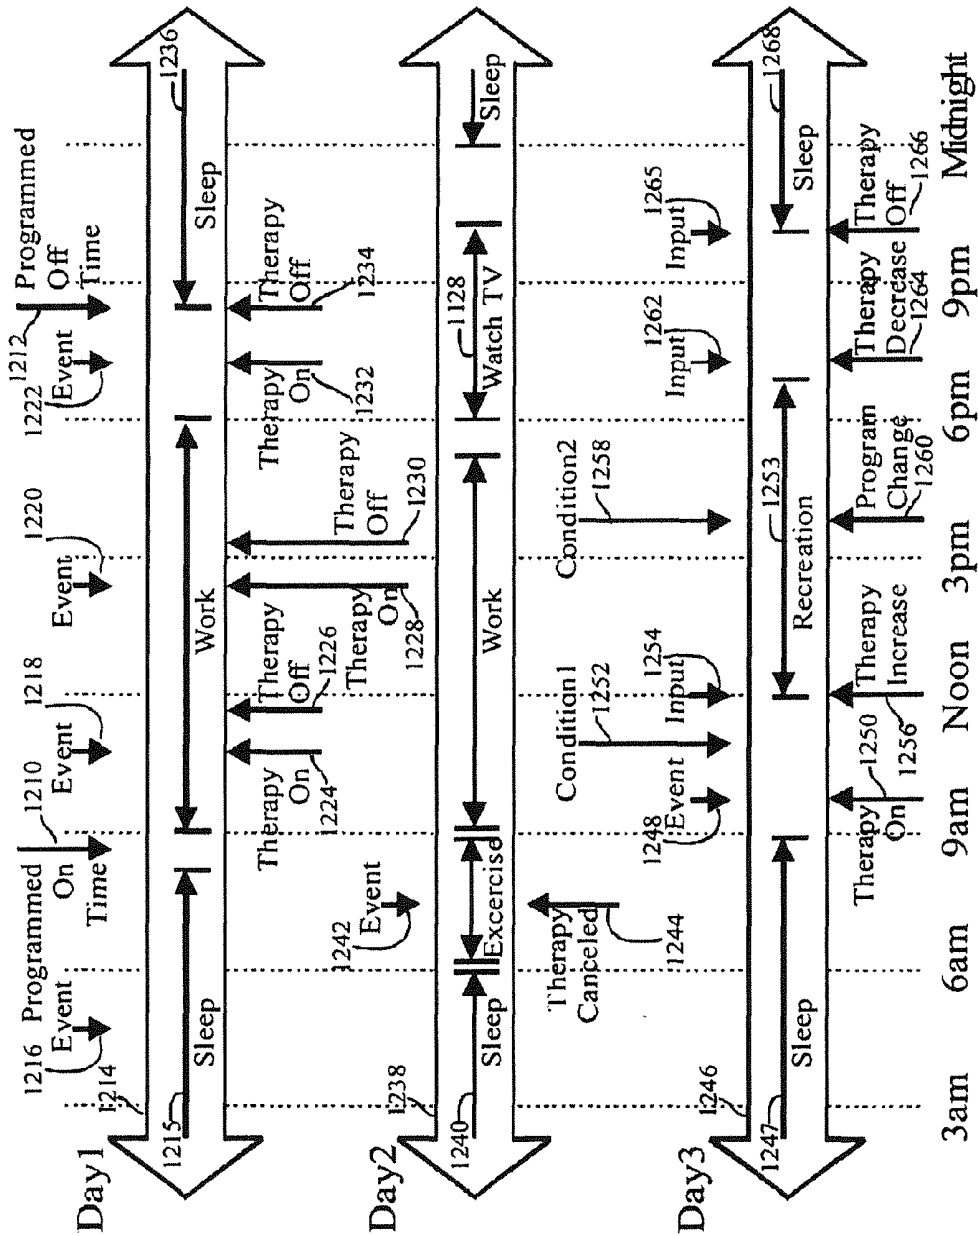 Day1
1214
1216
Event
Programmed
On
Time
1210
1218
Event
1220
Event
1222
Event
1212
Programmed
Off
Time
1215
Sleep
Work
Sleep
1236
Therapy
On
1224
Therapy
Off
1226
Therapy
On
1228
Therapy
Off
1230
Therapy
On
1232
Therapy
Off
1234
Day2
1238
1242
Event
1240
Sleep
Excercise
Work
Watch TV
1128
Sleep
Therapy
Canceled
1244
Day3
1246
1248
Event
Condition1
1252
Input
1254
Condition2
1258
Input
1262
Input
1265
1247
Sleep
Recreation
1253
Sleep
1268
Therapy
On
1250
1256
Therapy
Increase
Program
Change
1260
Therapy
Decrease
1264
Therapy
Off
1266
3am
6am
9am
Noon
3pm
6pm
9pm
Midnight